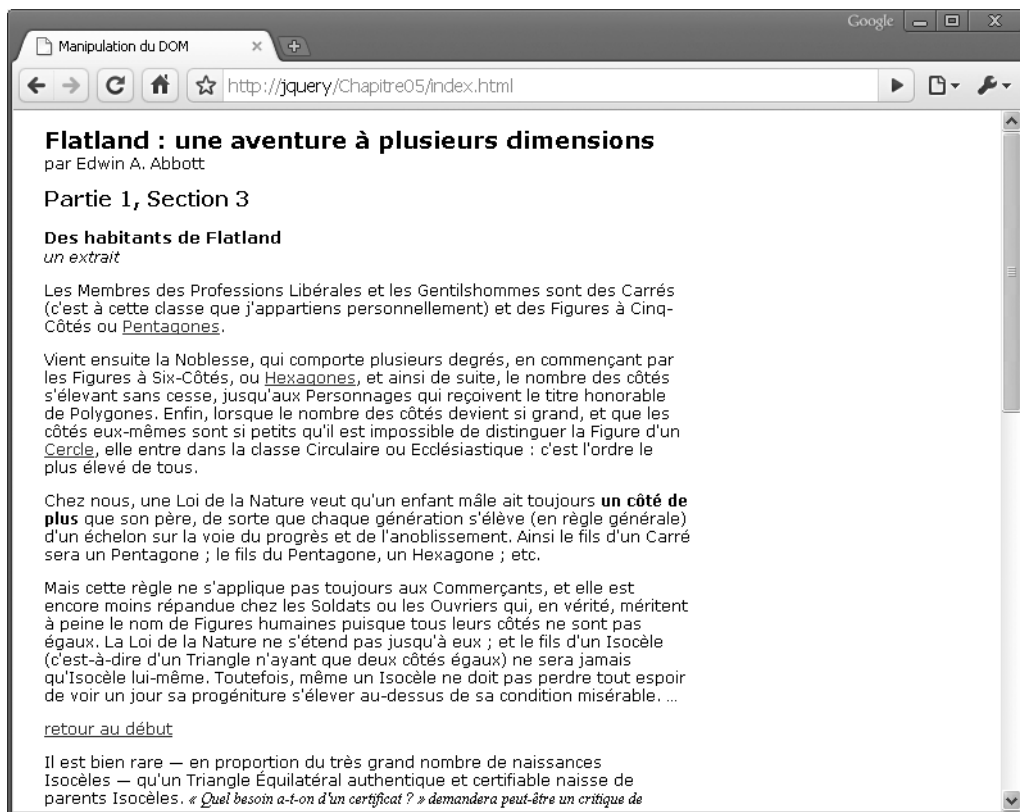 Google
Manipulation du DOM
http://jquery/Chapitre05/index.html
Flatland : une aventure à plusieurs dimensions
par Edwin A. Abbott
Partie 1, Section 3
Des habitants de Flatland
un extrait
Les Membres des Professions Libérales et les Gentilshommes sont des Carrés
(c'est à cette classe que j'appartiens personnellement) et des Figures à Cinq-
Côtés ou Pentagones.
Vient ensuite la Noblesse, qui comporte plusieurs degrés, en commençant par
les Figures à Six-Côtés, ou Hexagones, et ainsi de suite, le nombre des côtés
s'élevant sans cesse, jusqu'aux Personnages qui reçoivent le titre honorable
de Polygones. Enfin, lorsque le nombre des côtés devient si grand, et que les
côtés eux-mêmes sont si petits qu'il est impossible de distinguer la Figure d'un
Cercle, elle entre dans la classe Circulaire ou Ecclésiastique : c'est l'ordre le
plus élevé de tous.
Chez nous, une Loi de la Nature veut qu'un enfant mâle ait toujours un côté de
plus que son père, de sorte que chaque génération s'élève (en règle générale)
d'un échelon sur la voie du progrès et de l'anoblissement. Ainsi le fils d'un Carré
sera un Pentagone ; le fils du Pentagone, un Hexagone ; etc.
Mais cette règle ne s'applique pas toujours aux Commerçants, et elle est
encore moins répandue chez les Soldats ou les Ouvriers qui, en vérité, méritent
à peine le nom de Figures humaines puisque tous leurs côtés ne sont pas
égaux. La Loi de la Nature ne s'étend pas jusqu'à eux ; et le fils d'un Isocèle
(c'est-à-dire d'un Triangle n'ayant que deux côtés égaux) ne sera jamais
qu'Isocèle lui-même. Toutefois, même un Isocèle ne doit pas perdre tout espoir
de voir un jour sa progéniture s'élever au-dessus de sa condition misérable. ...
retour au début
Il est bien rare — en proportion du très grand nombre de naissances
Isocèles — qu'un Triangle Équilatéral authentique et certifiable naisse de
parents Isocèles. « Quel besoin a-t-on d'un certificat ? » demandera peut-être un critique de